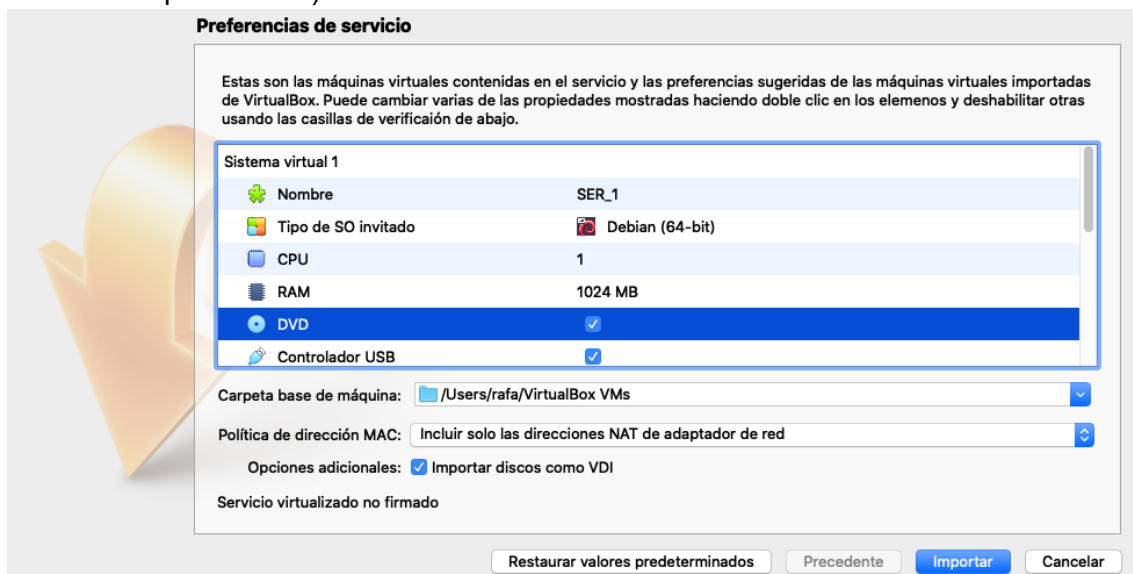 Preferencias de servicio
Estas son las máquinas virtuales contenidas en el servicio y las preferencias sugeridas de las máquinas virtuales importadas
de VirtualBox. Puede cambiar varias de las propiedades mostradas haciendo doble clic en los elemenos y deshabilitar otras
usando las casillas de verificaión de abajo.
Sistema virtual 1
Nombre SER_1
Tipo de SO invitado Debian (64-bit)
CPU 1
RAM 1024 MB
DVD
Controlador USB
Carpeta base de máquina: /Users/rafa/VirtualBox VMs
Política de dirección MAC: Incluir solo las direcciones NAT de adaptador de red
Opciones adicionales: Importar discos como VDI
Servicio virtualizado no firmado
Restaurar valores predeterminados Precedente Importar Cancelar